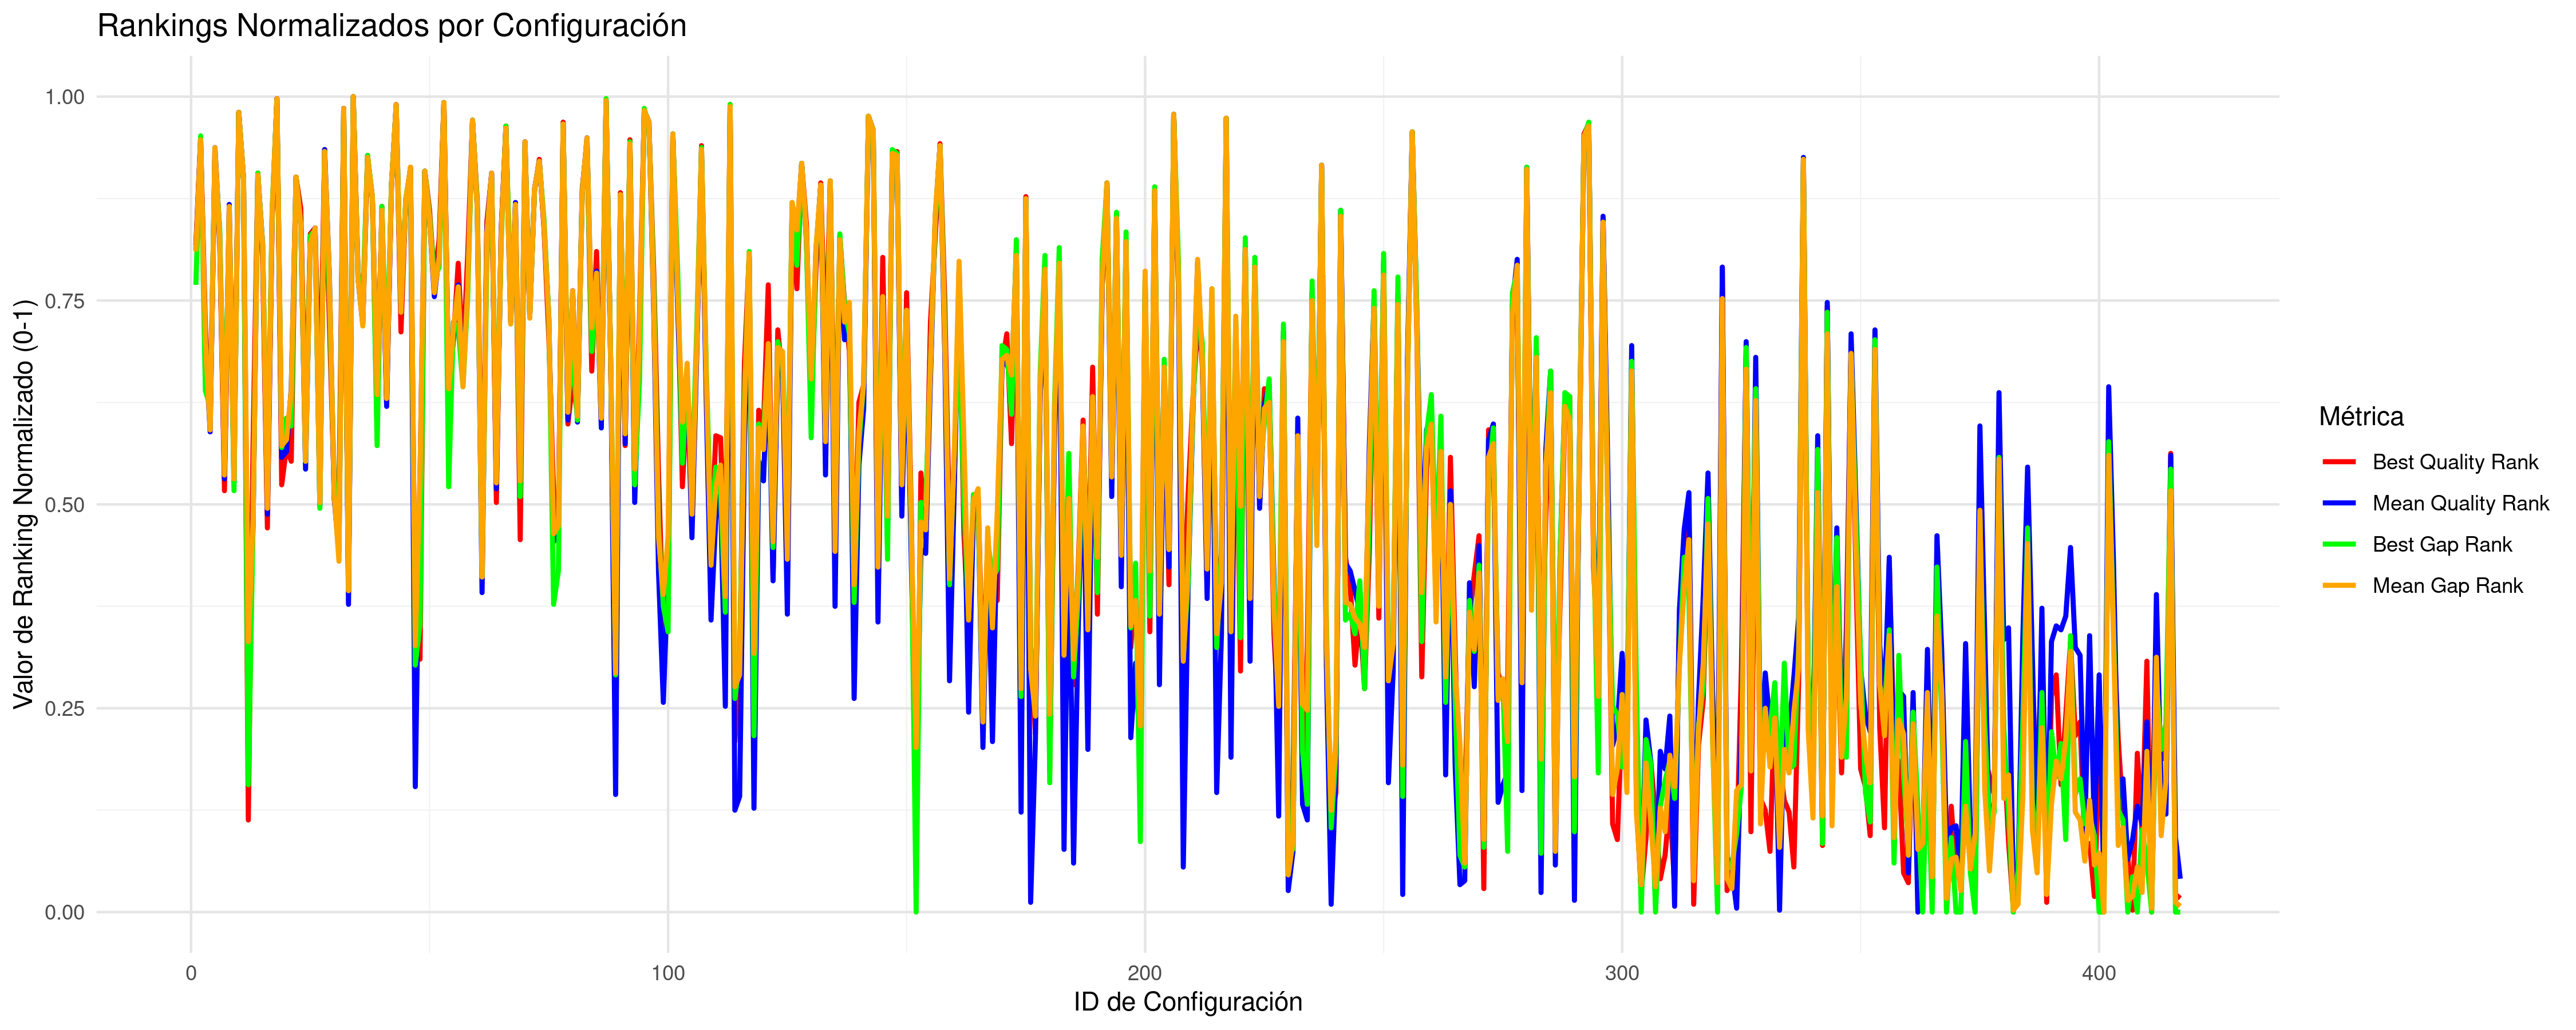 Rankings Normalizados por Configuración
Valor de Ranking Normalizado (0-1)
1.00
0.75
0.50
0.25
0.00
0
100
200
300
400
ID de Configuración
Métrica
Best Quality Rank
Mean Quality Rank
Best Gap Rank
Mean Gap Rank